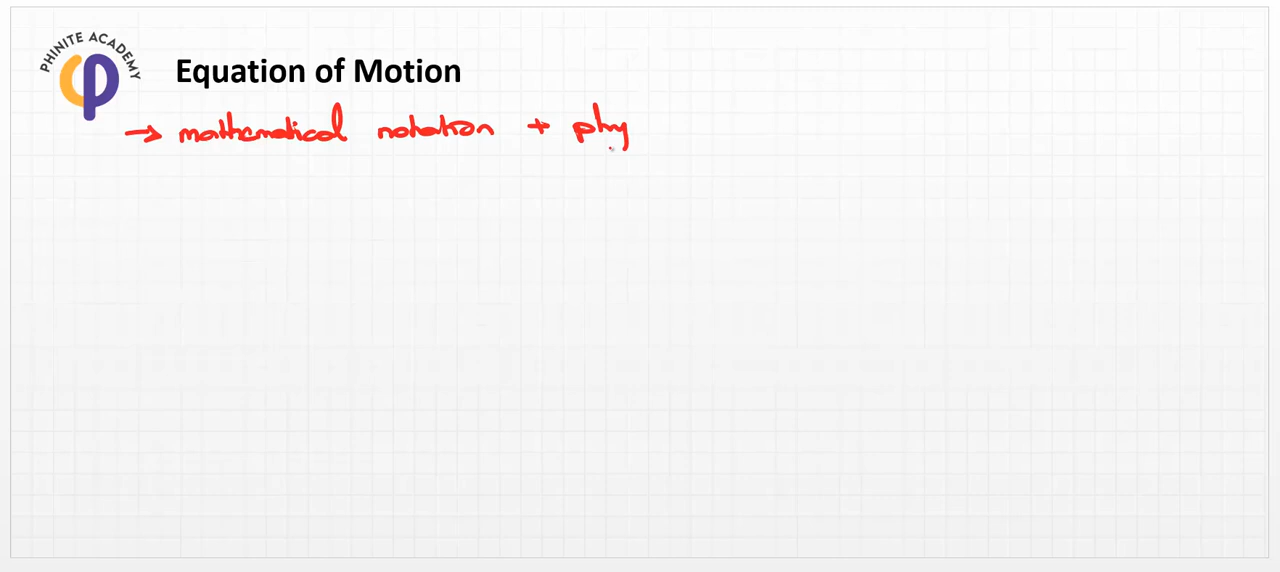 PHINITE ACADEMY
Equation of Motion
→ mathematical notation + phy